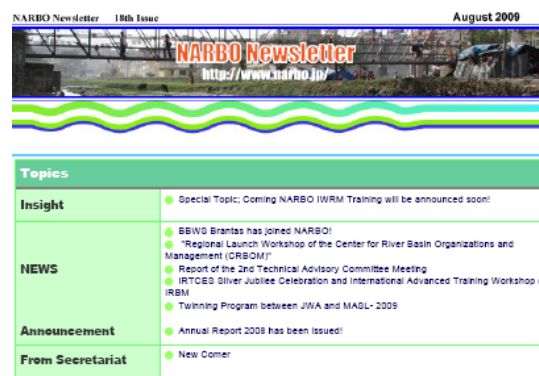 NARBO Newsletter 18th Issue August 2009
NARBO Newsletter
http://www.narbo.jp/
Topics
Insight
Special Topic; Coming NARBO IWRM Training will be announced soon!
NEWS
BBWS Brantas has joined NARBO!
"Regional Launch Workshop of the Center for River Basin Organizations and
Management (CRBOM)"
Report of the 2nd Technical Advisory Committee Meeting
IRTCES Silver Jubilee Celebration and International Advanced Training Workshop
IRBM
Twinning Program between JWA and MASL- 2009
Announcement
Annual Report 2008 has been issued!
From Secretariat
New Comer